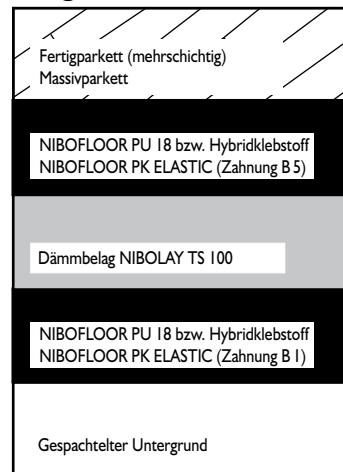 Fertigparkett (mehrschichtig)
Massivparkett
NIBOFLOOR PU 18 bzw. Hybridklebstoff
NIBOFLOOR PK ELASTIC (Zahnung B 5)
Dämmbelag NIBOLAY TS 100
NIBOFLOOR PU 18 bzw. Hybridklebstoff
NIBOFLOOR PK ELASTIC (Zahnung B 1)
Gespachtelter Untergrund